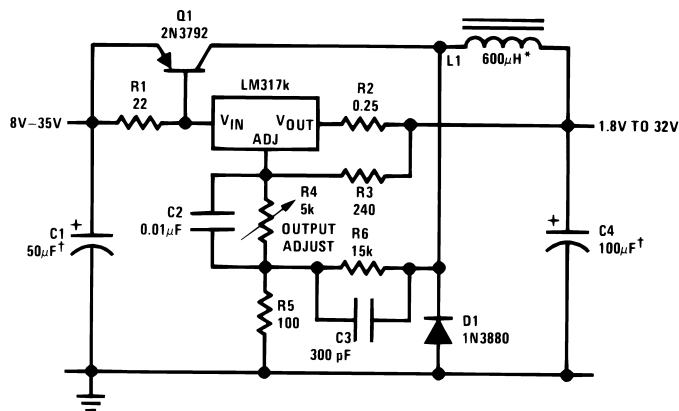 Q1
2N3792
L1
600μH*
R1
22
LM317k
R2
0.25
8V–35V
VIN
VOUT
ADJ
1.8V TO 32V
C2
0.01μF
R4
5k
OUTPUT
ADJUST
R3
240
C1
+
50μF†
R6
15k
+
C4
100μF†
R5
100
C3
300 pF
D1
1N3880